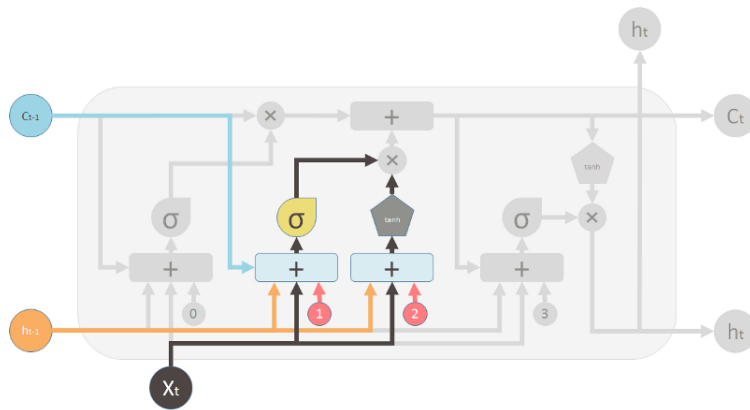 hₜ
Cₜ₋₁
×
+
Cₜ
×
tanh
σ
σ
tanh
σ
×
+
+
+
+
0
1
2
3
hₜ₋₁
hₜ
Xₜ